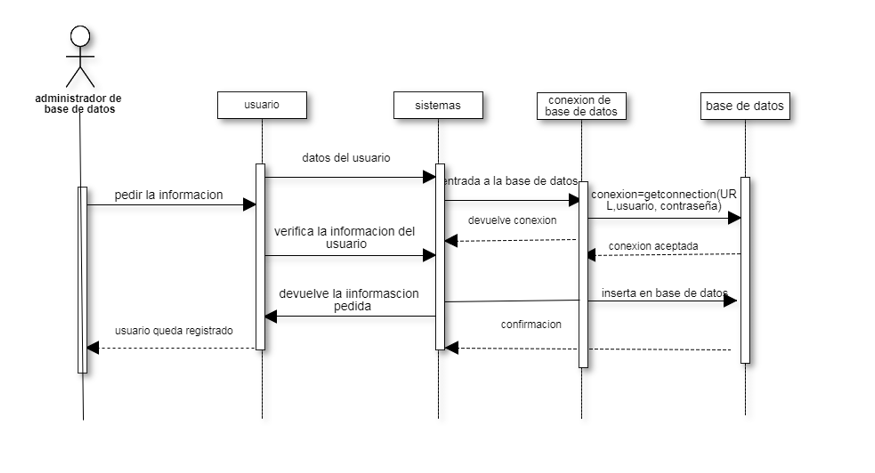 administrador de
base de datos
usuario
sistemas
conexion de
base de datos
base de datos
datos del usuario
entrada a la base de datos
pedir la informacion
conexion=getconnection(UR
L,usuario, contraseña)
devuelve conexion
verifica la informacion del
usuario
conexion aceptada
devuelve la iinformascion
pedida
inserta en base de datos
usuario queda registrado
confirmacion